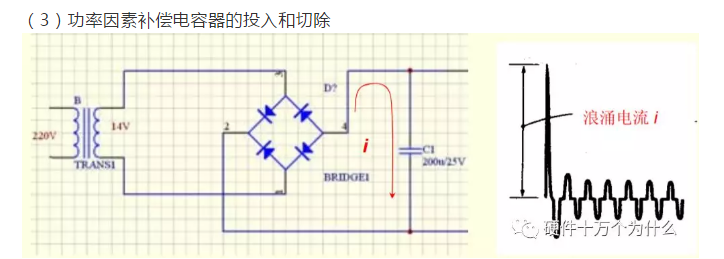 （3）功率因素补偿电容器的投入和切除
B
D?
220V
14V
2
4
i
C1
200u/25V
TRANS1
BRIDGE1
浪涌电流 i
硬件十万个为什么